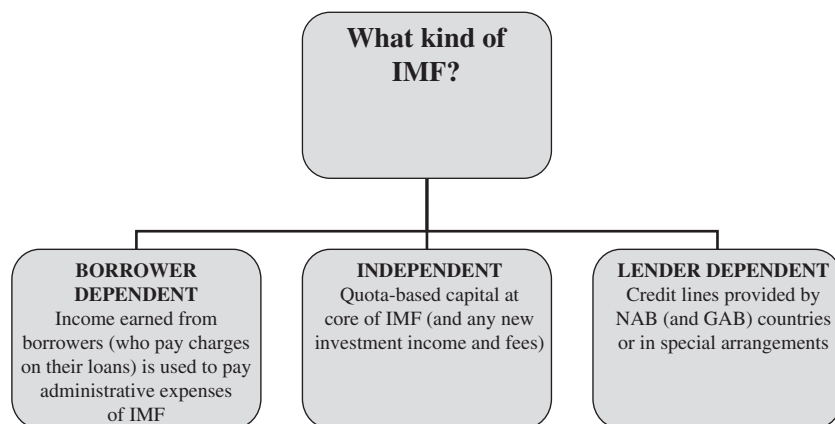 What kind of
IMF?
BORROWER
DEPENDENT
Income earned from
borrowers (who pay charges
on their loans) is used to pay
administrative expenses
of IMF
INDEPENDENT
Quota-based capital at
core of IMF (and any new
investment income and fees)
LENDER DEPENDENT
Credit lines provided by
NAB (and GAB) countries
or in special arrangements